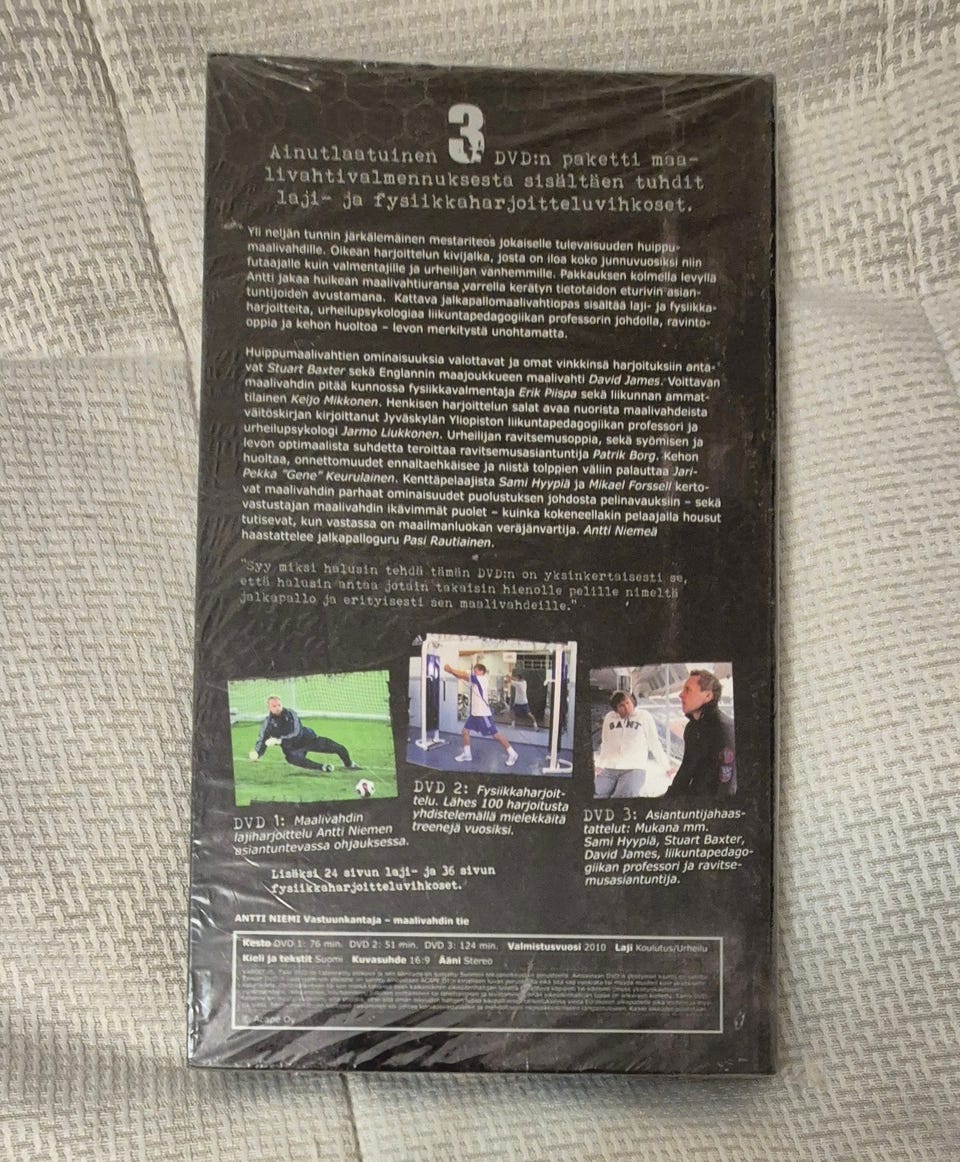 Ainutlaatuinen 3 DVD:n paketti maa-
livahtivalmennuksesta sisältäen tuhdit
laji- ja fysiikkaharjoitteluvihkoset.
Yli neljän tunnin järkälemäinen mestariteos jokaiselle tulevaisuuden huippu-
maalivahdille. Oikean harjoittelun kivijalka, josta on iloa koko junnuvuosiksi niin
futaajalle kuin valmentajille ja urheilijan vanhemmille. Pakkauksen kolmella levyllä
Antti jakaa huikean maalivahtiuransa varrella kerätyn tietotaidon eturivin asian-
tuntijoiden avustamana. Kattava jalkapallomaalivahtiopas sisältää laji- ja fysiikka-
harjoitteita, urheilupsykologiaa liikuntapedagogiikan professorin johdolla, ravinto-
oppia ja kehon huoltoa – levon merkitystä unohtamatta.
Huippumaalivahtien ominaisuuksia valottavat ja omat vinkkinsä harjoituksiin anta-
vat Stuart Baxter sekä Englannin maajoukkueen maalivahti David James. Voittavan
maalivahdin pitää kunnossa fysiikkavalmentaja Erik Piispa sekä liikunnan ammat-
tilainen Keijo Mikkonen. Henkisen harjoittelun salat avaa nuorista maalivahdeista
väitöskirjan kirjoittanut Jyväskylän Yliopiston liikuntapedagogiikan professori ja
urheilupsykologi Jarmo Liukkonen. Urheilijan ravitsemusoppia, sekä syömisen ja
levon optimaalista suhdetta teroittaa ravitsemusasiantuntija Patrik Borg. Kehon
huoltaa, onnettomuudet ennaltaehkäisee ja niistä tolppien väliin palauttaa Jari-
Pekka "Gene" Keurulainen. Kenttäpelaajista Sami Hyypiä ja Mikael Forssell kerto-
vat maalivahdin parhaat ominaisuudet puolustuksen johdosta pelinavauksiin – sekä
vastustajan maalivahdin ikävimmät puolet – kuinka kokeneellakin pelaajalla housut
tutisevat, kun vastassa on maailmanluokan veräjänvartija. Antti Niemeä
haastattelee jalkapalloguru Pasi Rautiainen.
"Syy miksi halusin tehdä tämän DVD:n on yksinkertaisesti se,
että halusin antaa jotain takaisin hienolle pelille nimeltä
jalkapallo ja erityisesti sen maalivahdeille."
DVD 1: Maalivahdin
lajiharjoittelu Antti Niemen
asiantuntevassa ohjauksessa.
DVD 2: Fysiikkaharjoit-
telu. Lähes 100 harjoitusta
yhdistelemällä mielekkäitä
treenejä vuosiksi.
DVD 3: Asiantuntijahaas-
tattelut: Mukana mm.
Sami Hyypiä, Stuart Baxter,
David James, liikuntapedago-
giikan professori ja ravitse-
musasiantuntija.
Lisäksi 24 sivun laji- ja 36 sivun
fysiikkaharjoitteluvihkoset.
ANTTI NIEMI Vastuunkantaja – maalivahdin tie
Kesto DVD 1: 76 min. DVD 2: 51 min. DVD 3: 124 min. Valmistusvuosi 2010 Laji Koulutus/Urheilu
Kieli ja tekstit Suomi Kuvasuhde 16:9 Ääni Stereo
© Acape Oy